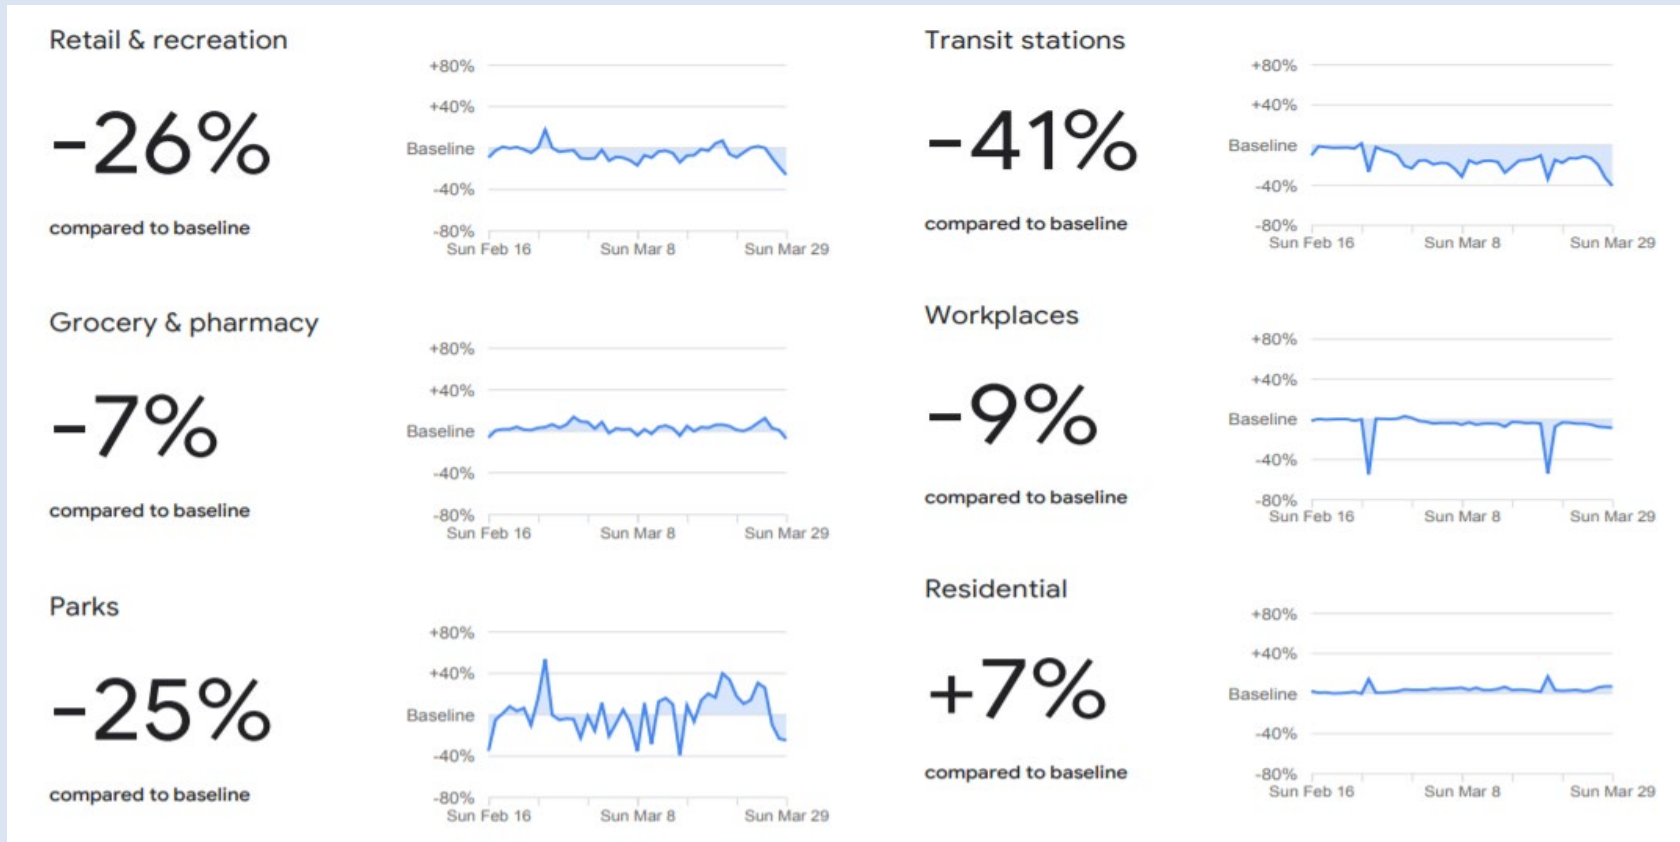 Retail & recreation
-26%
compared to baseline
+80%
+40%
Baseline
-40%
-80%
Sun Feb 16 Sun Mar 8 Sun Mar 29
Grocery & pharmacy
-7%
compared to baseline
+80%
+40%
Baseline
-40%
-80%
Sun Feb 16 Sun Mar 8 Sun Mar 29
Parks
-25%
compared to baseline
+80%
+40%
Baseline
-40%
-80%
Sun Feb 16 Sun Mar 8 Sun Mar 29
Transit stations
-41%
compared to baseline
+80%
+40%
Baseline
-40%
-80%
Sun Feb 16 Sun Mar 8 Sun Mar 29
Workplaces
-9%
compared to baseline
+80%
+40%
Baseline
-40%
-80%
Sun Feb 16 Sun Mar 8 Sun Mar 29
Residential
+7%
compared to baseline
+80%
+40%
Baseline
-40%
-80%
Sun Feb 16 Sun Mar 8 Sun Mar 29